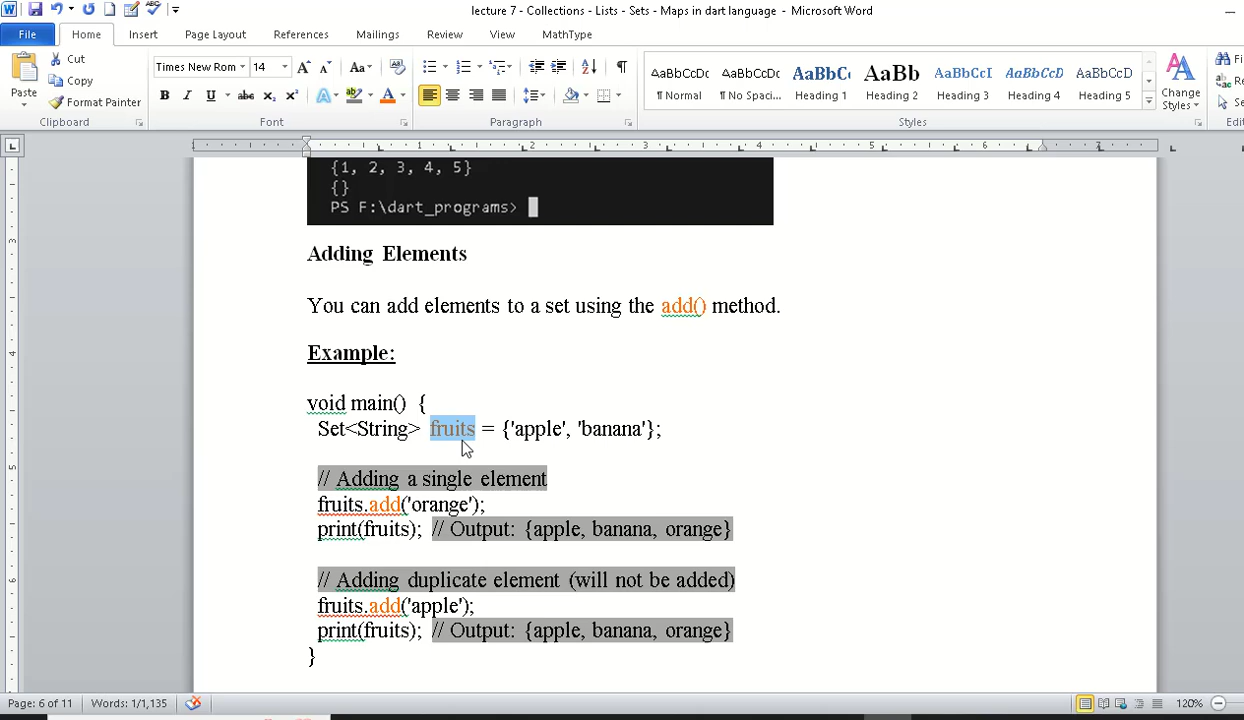 lecture 7 - Collections - Lists - Sets - Maps in dart language - Microsoft Word
File Home Insert Page Layout References Mailings Review View MathType
Paste
Cut
Copy
Format Painter
Clipboard
Times New Rom 14
Font
Paragraph
AaBbCcDc AaBbCcDc AaBbC AaBb AaBbCcI AaBbCcD AaBbCcD
¶ Normal ¶ No Spaci... Heading 1 Heading 2 Heading 3 Heading 4 Heading 5
Styles
Change Styles
Fi
Re
Se
Edit
{1, 2, 3, 4, 5}
{}
PS F:\dart_programs>
Adding Elements
You can add elements to a set using the add() method.
Example:
void main() {
Set<String> fruits = {'apple', 'banana'};
// Adding a single element
fruits.add('orange');
print(fruits); // Output: {apple, banana, orange}
// Adding duplicate element (will not be added)
fruits.add('apple');
print(fruits); // Output: {apple, banana, orange}
}
Page: 6 of 11 Words: 1/1,135 120%